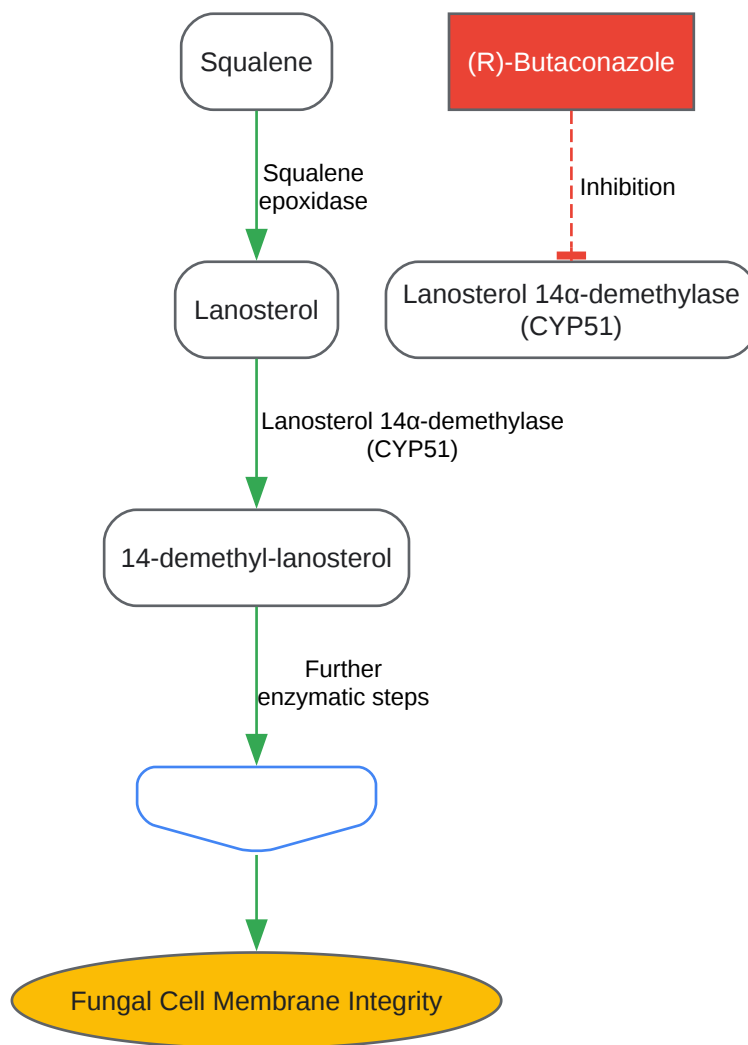 Squalene
(R)-Butaconazole
Squalene
epoxidase
Inhibition
Lanosterol
Lanosterol 14α-demethylase
(CYP51)
Lanosterol 14α-demethylase
(CYP51)
14-demethyl-lanosterol
Further
enzymatic steps
Fungal Cell Membrane Integrity